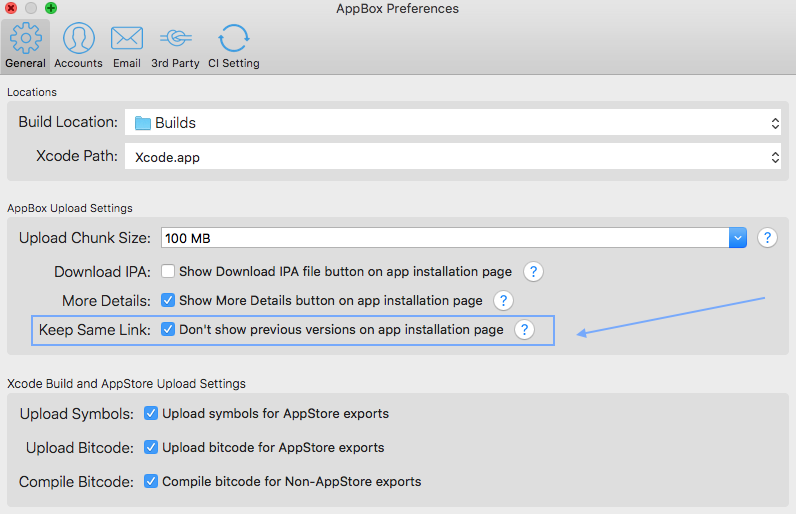 AppBox Preferences
General Accounts Email 3rd Party CI Setting
Locations
Build Location: Builds
Xcode Path: Xcode.app
AppBox Upload Settings
Upload Chunk Size: 100 MB ?
Download IPA: Show Download IPA file button on app installation page ?
More Details: Show More Details button on app installation page ?
Keep Same Link: Don't show previous versions on app installation page ?
Xcode Build and AppStore Upload Settings
Upload Symbols: Upload symbols for AppStore exports
Upload Bitcode: Upload bitcode for AppStore exports
Compile Bitcode: Compile bitcode for Non-AppStore exports